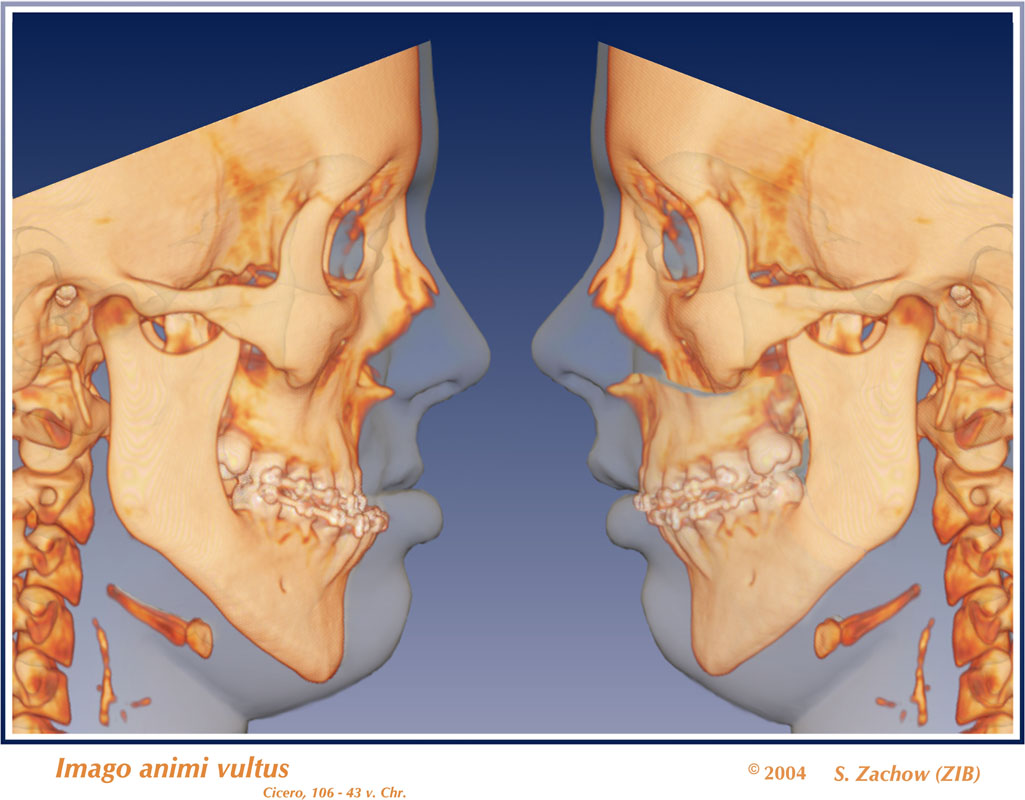 Imago animi vultus
Cicero, 106 - 43 v. Chr.
© 2004 S. Zachow (ZIB)